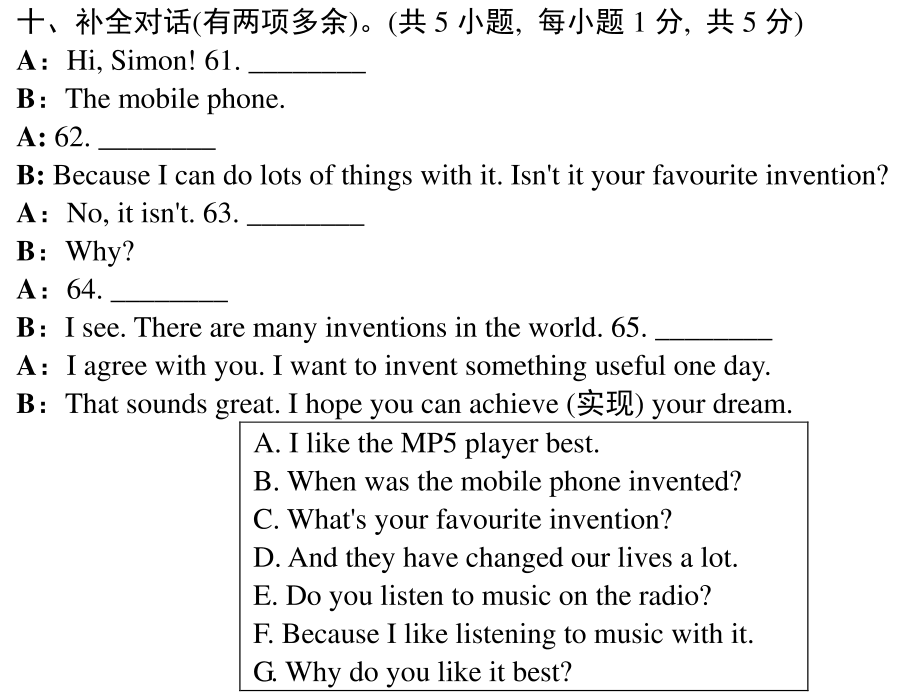 十、补全对话(有两项多余)。(共 5 小题, 每小题 1 分, 共 5 分)
A：Hi, Simon! 61. ________
B：The mobile phone.
A: 62. ________
B: Because I can do lots of things with it. Isn't it your favourite invention?
A：No, it isn't. 63. ________
B：Why?
A：64. ________
B：I see. There are many inventions in the world. 65. ________
A：I agree with you. I want to invent something useful one day.
B：That sounds great. I hope you can achieve (实现) your dream.
A. I like the MP5 player best.
B. When was the mobile phone invented?
C. What's your favourite invention?
D. And they have changed our lives a lot.
E. Do you listen to music on the radio?
F. Because I like listening to music with it.
G. Why do you like it best?